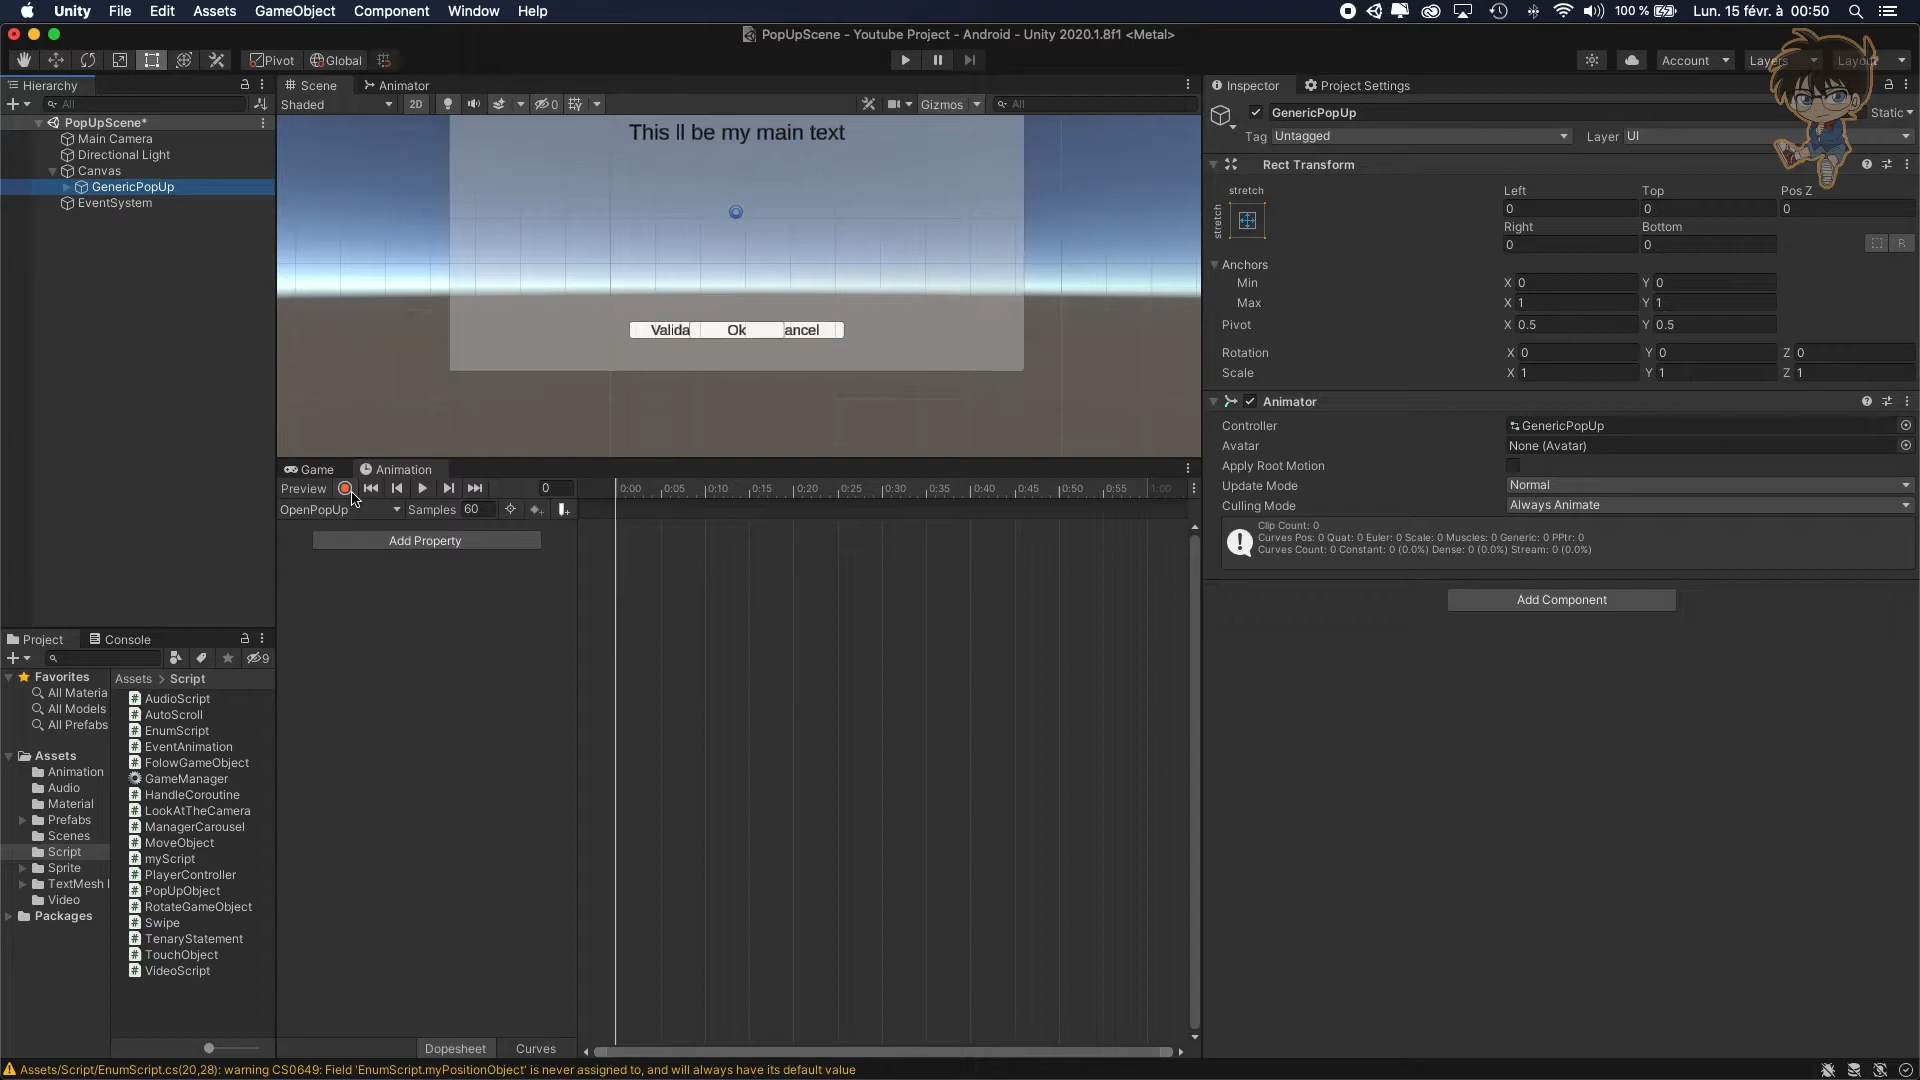 Unity File Edit Assets GameObject Component Window Help 100 % Lun. 15 févr. à 00:50
PopUpScene - Youtube Project - Android - Unity 2020.1.8f1 <Metal>
Pivot Global Account Layers
Hierarchy
All
PopUpScene*
Main Camera
Directional Light
Canvas
GenericPopUp
EventSystem
Scene Animator
Shaded 2D 0 Gizmos All
This ll be my main text
Valida Ok ancel
Game Animation
Preview 0 0:00 0:05 0:10 0:15 0:20 0:25 0:30 0:35 0:40 0:45 0:50 0:55 1:00
OpenPopUp Samples 60
Add Property
Dopesheet Curves
Inspector Project Settings
GenericPopUp Static
Tag Untagged Layer UI
Rect Transform
stretch Left Top Pos Z
stretch 0 0 0
Right Bottom
0 0 R
Anchors
Min X 0 Y 0
Max X 1 Y 1
Pivot X 0.5 Y 0.5
Rotation X 0 Y 0 Z 0
Scale X 1 Y 1 Z 1
Animator
Controller GenericPopUp
Avatar None (Avatar)
Apply Root Motion
Update Mode Normal
Culling Mode Always Animate
Clip Count: 0
Curves Pos: 0 Quat: 0 Euler: 0 Scale: 0 Muscles: 0 Generic: 0 PPtr: 0
Curves Count: 0 Constant: 0 (0.0%) Dense: 0 (0.0%) Stream: 0 (0.0%)
Add Component
Project Console
9
Favorites
All Materia
All Models
All Prefabs
Assets
Animation
Audio
Material
Prefabs
Scenes
Script
Sprite
TextMesh
Video
Packages
Assets > Script
AudioScript
AutoScroll
EnumScript
EventAnimation
FolowGameObject
GameManager
HandleCoroutine
LookAtTheCamera
ManagerCarousel
MoveObject
myScript
PlayerController
PopUpObject
RotateGameObject
Swipe
TenaryStatement
TouchObject
VideoScript
Assets/Script/EnumScript.cs(20,28): warning CS0649: Field 'EnumScript.myPositionObject' is never assigned to, and will always have its default value